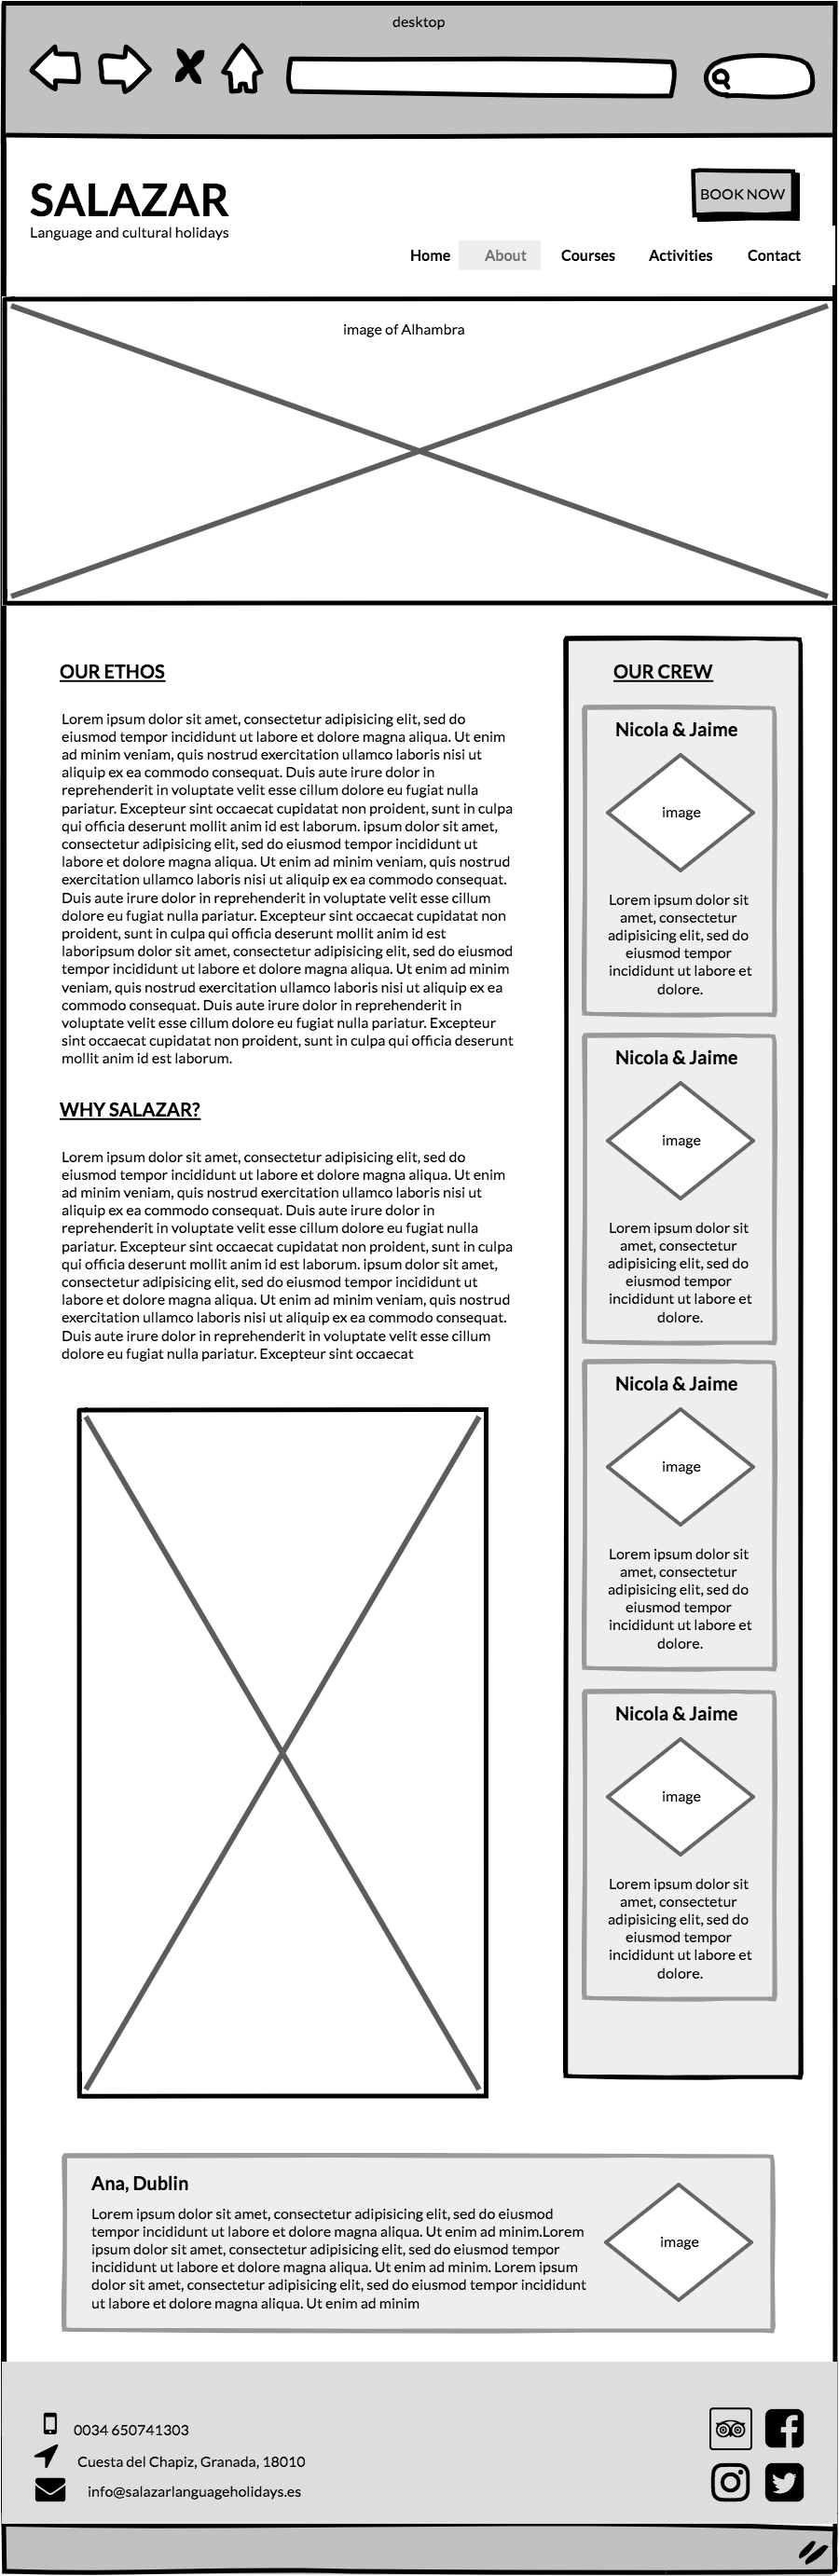 desktop
SALAZAR
Language and cultural holidays
BOOK NOW
Home About Courses Activities Contact
image of Alhambra
OUR ETHOS
Lorem ipsum dolor sit amet, consectetur adipisicing elit, sed do
eiusmod tempor incididunt ut labore et dolore magna aliqua. Ut enim
ad minim veniam, quis nostrud exercitation ullamco laboris nisi ut
aliquip ex ea commodo consequat. Duis aute irure dolor in
reprehenderit in voluptate velit esse cillum dolore eu fugiat nulla
pariatur. Excepteur sint occaecat cupidatat non proident, sunt in culpa
qui officia deserunt mollit anim id est laborum. ipsum dolor sit amet,
consectetur adipisicing elit, sed do eiusmod tempor incididunt ut
labore et dolore magna aliqua. Ut enim ad minim veniam, quis nostrud
exercitation ullamco laboris nisi ut aliquip ex ea commodo consequat.
Duis aute irure dolor in reprehenderit in voluptate velit esse cillum
dolore eu fugiat nulla pariatur. Excepteur sint occaecat cupidatat non
proident, sunt in culpa qui officia deserunt mollit anim id est
laboripsum dolor sit amet, consectetur adipisicing elit, sed do eiusmod
tempor incididunt ut labore et dolore magna aliqua. Ut enim ad minim
veniam, quis nostrud exercitation ullamco laboris nisi ut aliquip ex ea
commodo consequat. Duis aute irure dolor in reprehenderit in
voluptate velit esse cillum dolore eu fugiat nulla pariatur. Excepteur
sint occaecat cupidatat non proident, sunt in culpa qui officia deserunt
mollit anim id est laborum.
WHY SALAZAR?
Lorem ipsum dolor sit amet, consectetur adipisicing elit, sed do
eiusmod tempor incididunt ut labore et dolore magna aliqua. Ut enim
ad minim veniam, quis nostrud exercitation ullamco laboris nisi ut
aliquip ex ea commodo consequat. Duis aute irure dolor in
reprehenderit in voluptate velit esse cillum dolore eu fugiat nulla
pariatur. Excepteur sint occaecat cupidatat non proident, sunt in culpa
qui officia deserunt mollit anim id est laborum. ipsum dolor sit amet,
consectetur adipisicing elit, sed do eiusmod tempor incididunt ut
labore et dolore magna aliqua. Ut enim ad minim veniam, quis nostrud
exercitation ullamco laboris nisi ut aliquip ex ea commodo consequat.
Duis aute irure dolor in reprehenderit in voluptate velit esse cillum
dolore eu fugiat nulla pariatur. Excepteur sint occaecat
OUR CREW
Nicola & Jaime
image
Lorem ipsum dolor sit
amet, consectetur
adipisicing elit, sed do
eiusmod tempor
incididunt ut labore et
dolore.
Nicola & Jaime
image
Lorem ipsum dolor sit
amet, consectetur
adipisicing elit, sed do
eiusmod tempor
incididunt ut labore et
dolore.
Nicola & Jaime
image
Lorem ipsum dolor sit
amet, consectetur
adipisicing elit, sed do
eiusmod tempor
incididunt ut labore et
dolore.
Nicola & Jaime
image
Lorem ipsum dolor sit
amet, consectetur
adipisicing elit, sed do
eiusmod tempor
incididunt ut labore et
dolore.
Ana, Dublin
Lorem ipsum dolor sit amet, consectetur adipisicing elit, sed do eiusmod
tempor incididunt ut labore et dolore magna aliqua. Ut enim ad minim.Lorem
ipsum dolor sit amet, consectetur adipisicing elit, sed do eiusmod tempor
incididunt ut labore et dolore magna aliqua. Ut enim ad minim. Lorem ipsum
dolor sit amet, consectetur adipisicing elit, sed do eiusmod tempor incididunt
ut labore et dolore magna aliqua. Ut enim ad minim
image
0034 650741303
Cuesta del Chapiz, Granada, 18010
info@salazarlanguageholidays.es